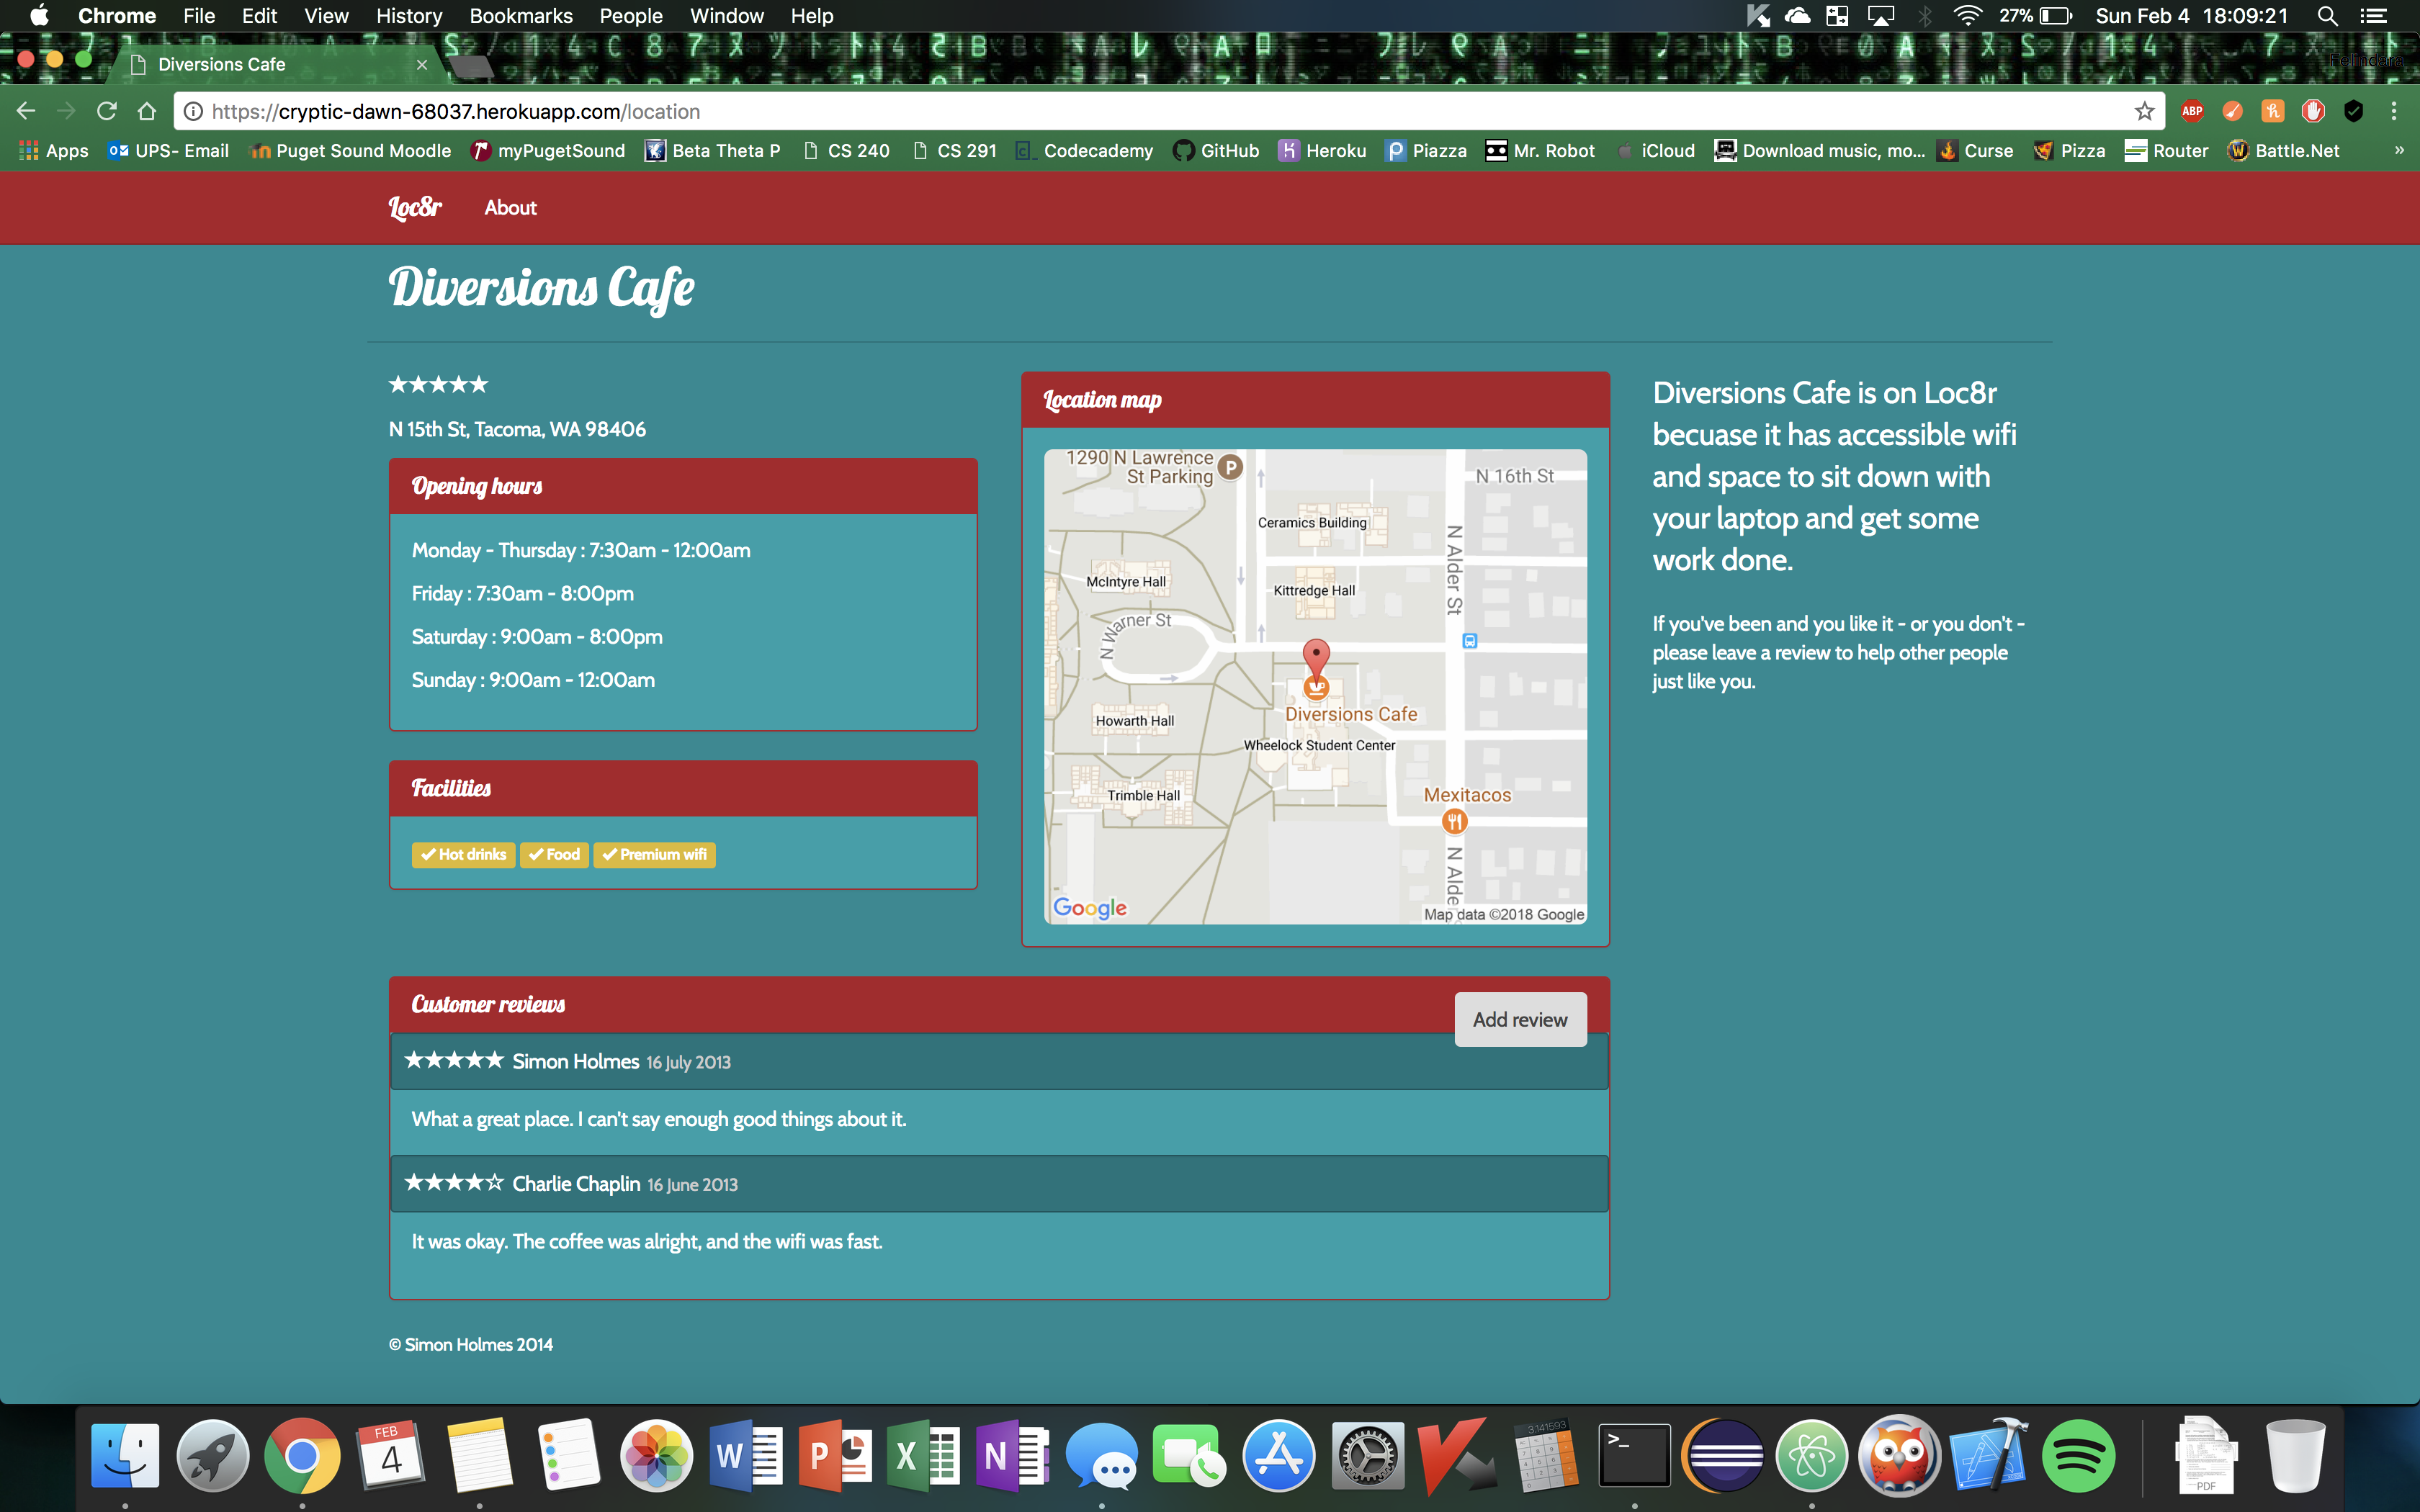 Chrome File Edit View History Bookmarks People Window Help 27% Sun Feb 4 18:09:21
Diversions Cafe
https://cryptic-dawn-68037.herokuapp.com/location
ABP
Apps UPS- Email Puget Sound Moodle myPugetSound Beta Theta P CS 240 CS 291 Codecademy GitHub Heroku Piazza Mr. Robot iCloud Download music, mo... Curse Pizza Router Battle.Net »
Loc8r About
Diversions Cafe
★★★★★
N 15th St, Tacoma, WA 98406
Opening hours
Monday - Thursday : 7:30am - 12:00am
Friday : 7:30am - 8:00pm
Saturday : 9:00am - 8:00pm
Sunday : 9:00am - 12:00am
Facilities
✔ Hot drinks ✔ Food ✔ Premium wifi
Location map
1290 N Lawrence
St Parking
P
N 16th St
Ceramics Building
N Alder St
McIntyre Hall
Kittredge Hall
N Warner St
Howarth Hall
Diversions Cafe
Wheelock Student Center
Trimble Hall
Mexitacos
N Alde
Google
Map data ©2018 Google
Diversions Cafe is on Loc8r
becuase it has accessible wifi
and space to sit down with
your laptop and get some
work done.
If you've been and you like it - or you don't -
please leave a review to help other people
just like you.
Customer reviews
Add review
★★★★★ Simon Holmes 16 July 2013
What a great place. I can't say enough good things about it.
★★★★☆ Charlie Chaplin 16 June 2013
It was okay. The coffee was alright, and the wifi was fast.
© Simon Holmes 2014
FEB
4
W
P
X
N
3.141593
>_
PDF